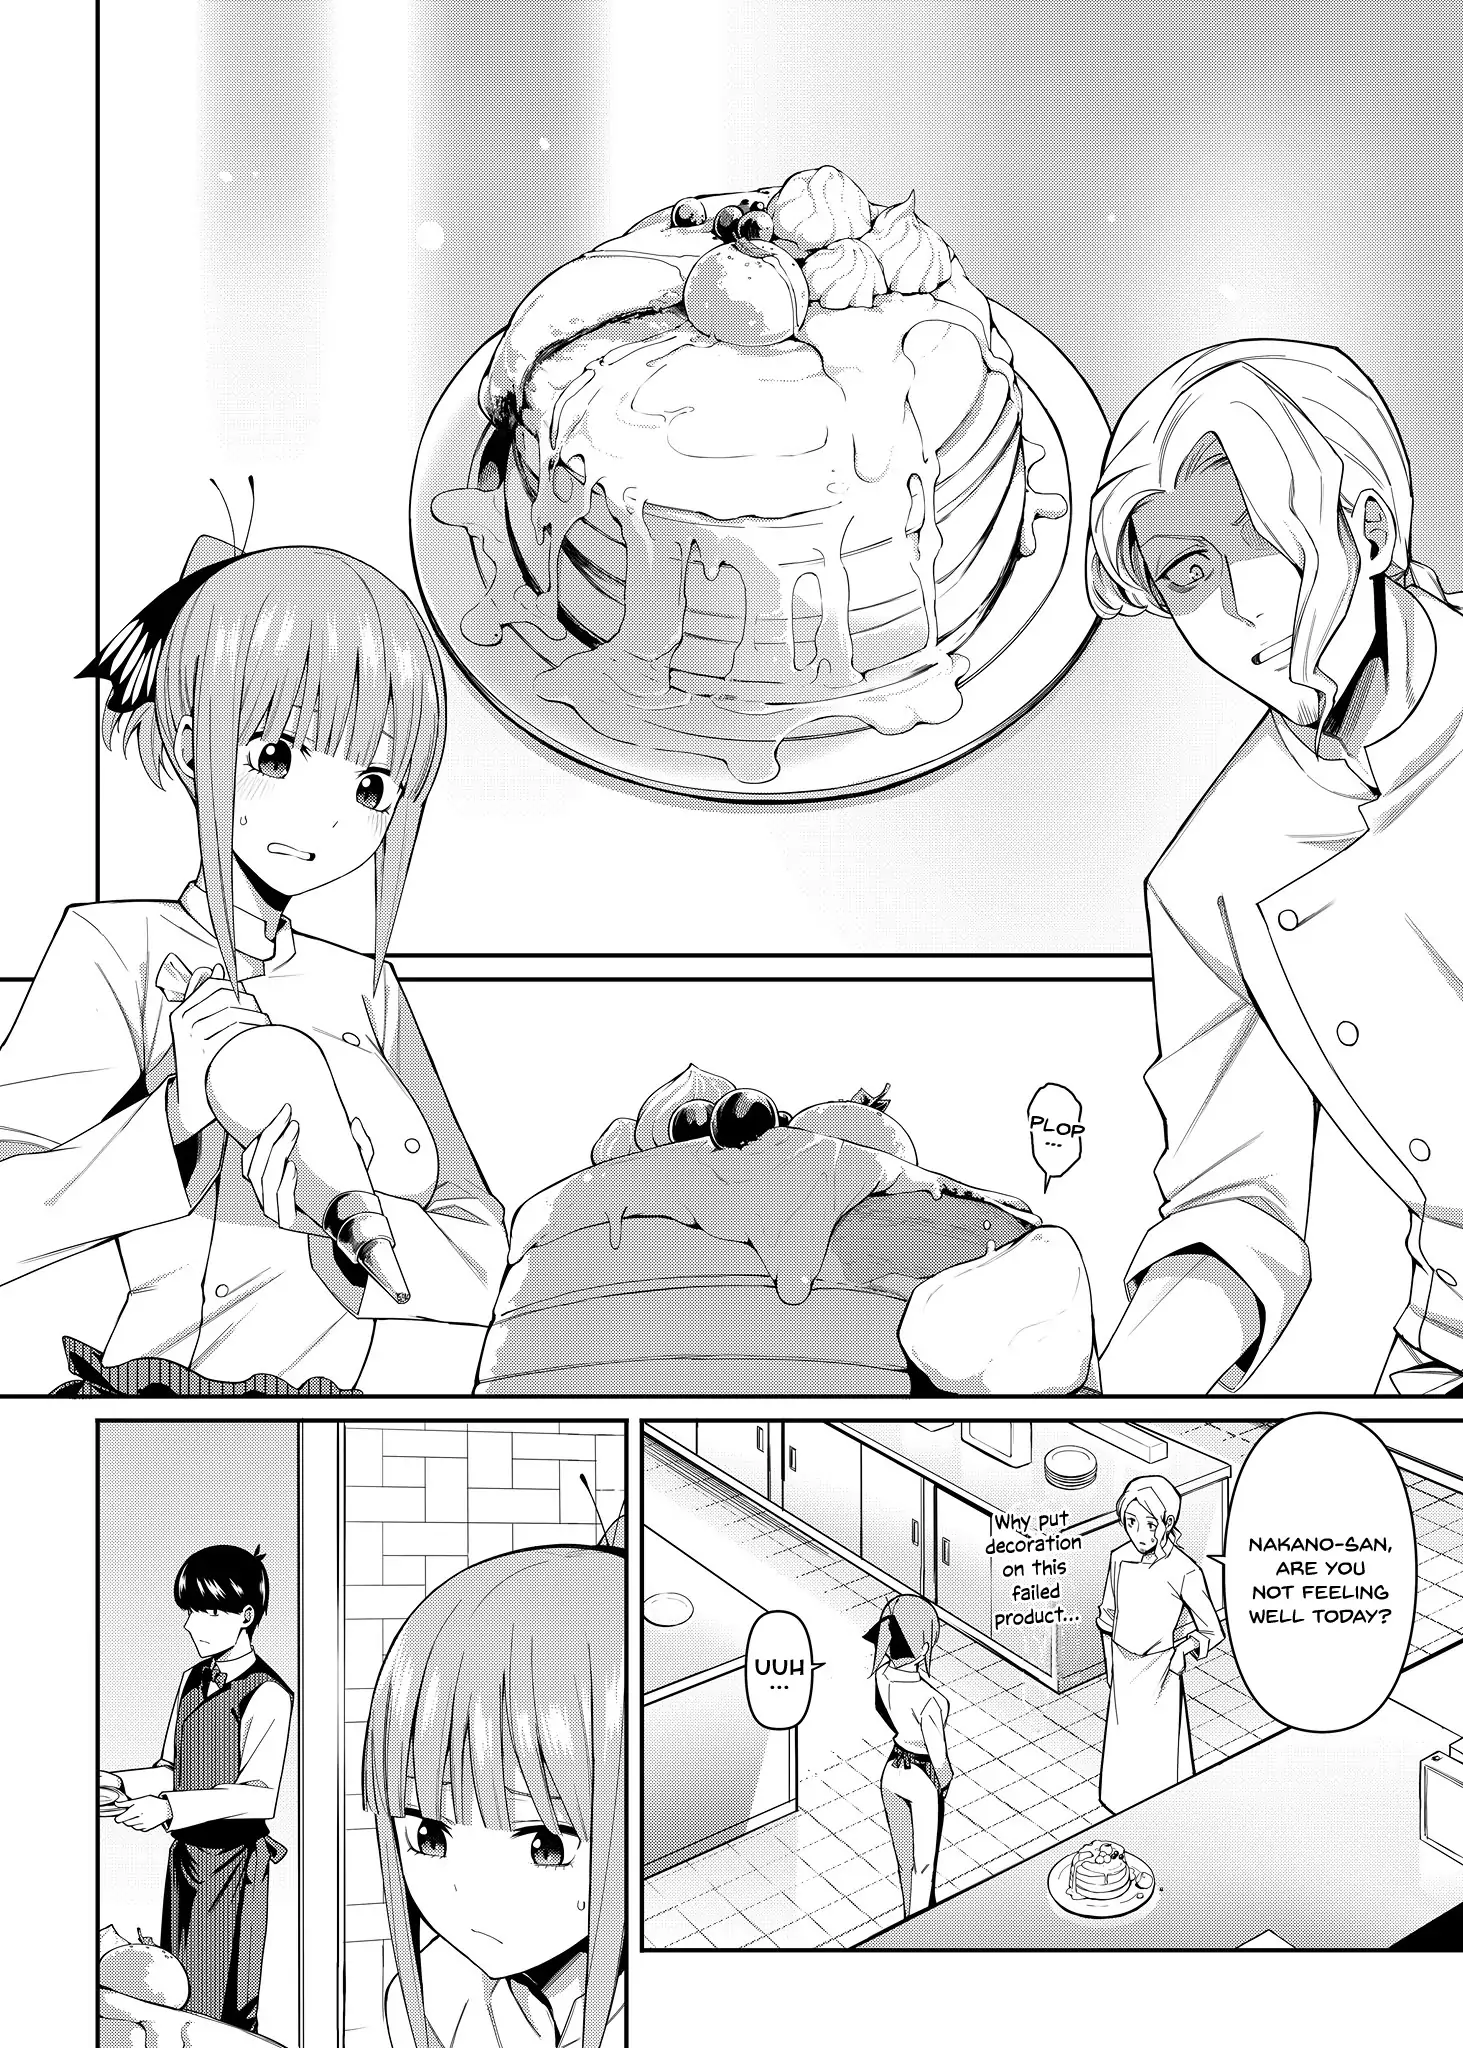 PLOP
...
NAKANO-SAN,
ARE YOU
NOT FEELING
WELL TODAY?
Why put
decoration
on this
failed
product...
UUH
...